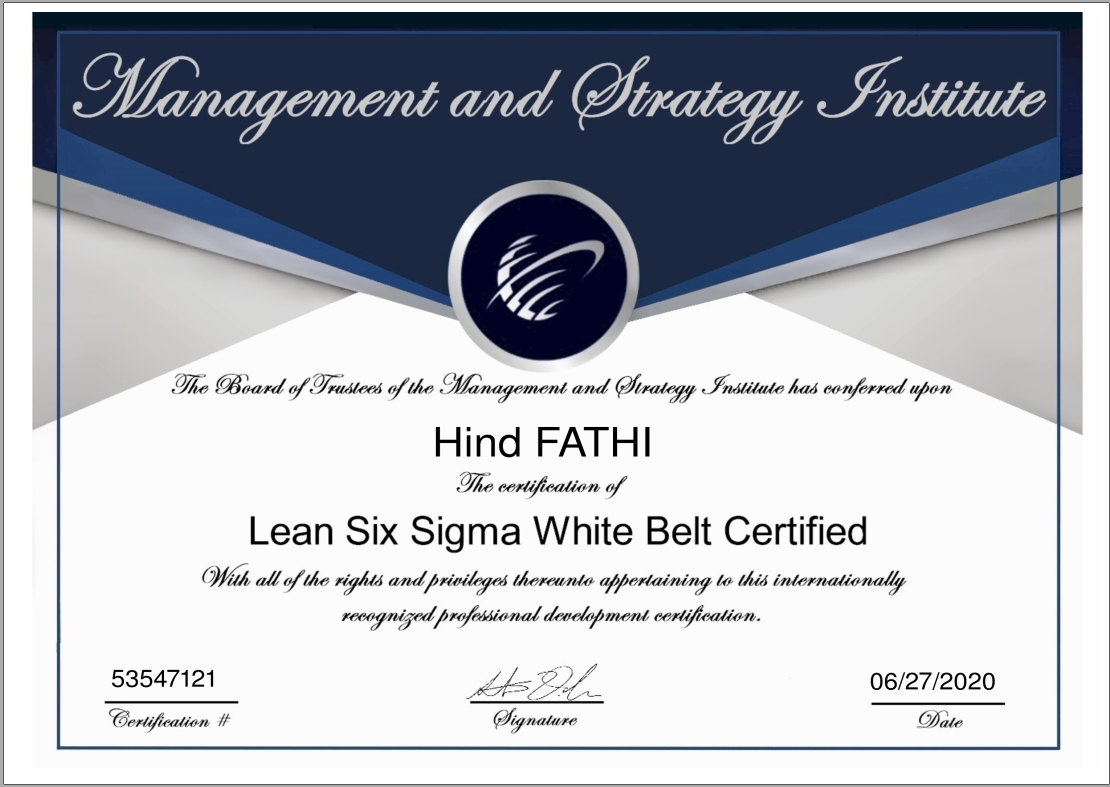 Management and Strategy Institute
The Board of Trustees of the Management and Strategy Institute has conferred upon
Hind FATHI
The certification of
Lean Six Sigma White Belt Certified
With all of the rights and privileges thereunto appertaining to this internationally
recognized professional development certification.
53547121
06/27/2020
Certification #
Signature
Date